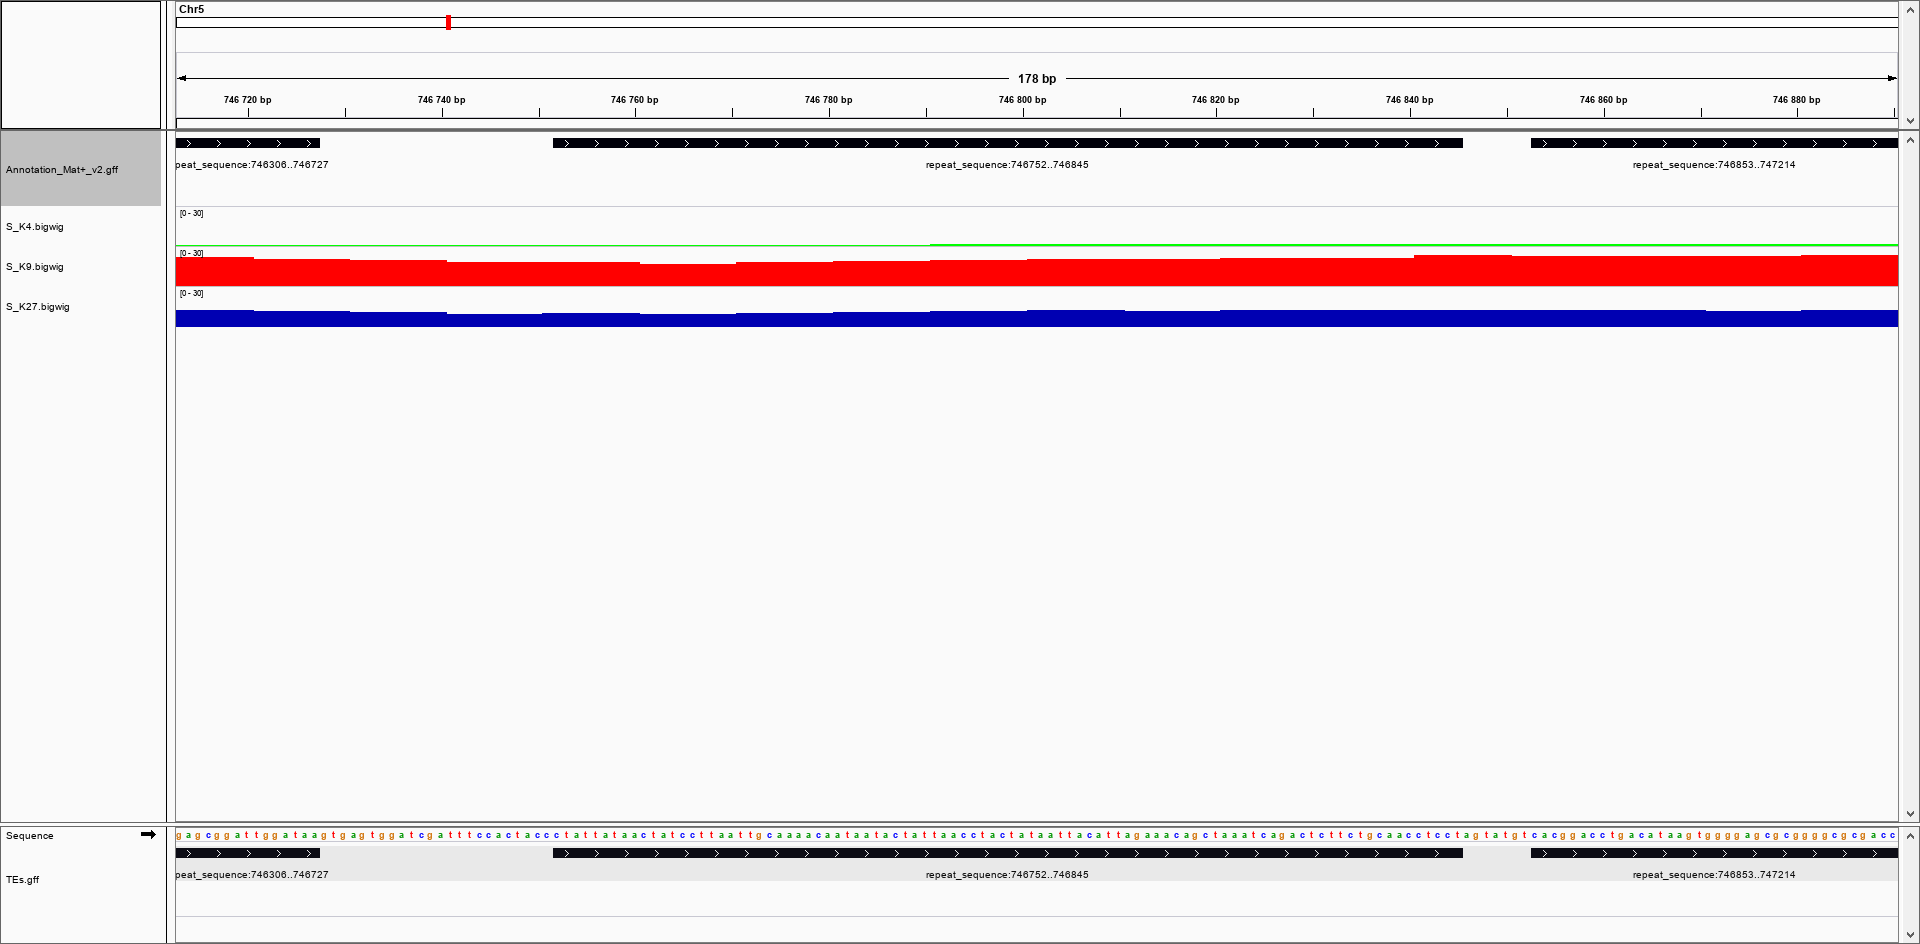 Chr5
178 bp
746 720 bp 746 740 bp 746 760 bp 746 780 bp 746 800 bp 746 820 bp 746 840 bp 746 860 bp 746 880 bp
Annotation_Mat+_v2.gff
peat_sequence:746306..746727 repeat_sequence:746752..746845 repeat_sequence:746853..747214
[0 - 30]
S_K4.bigwig
[0 - 30]
S_K9.bigwig
[0 - 30]
S_K27.bigwig
Sequence
g a g c g g a t t g g a t a a g t g a g t g g a t c g a t t t c c a c t a c c c t a t t a t a a c t a t c c t t a a t t g c a a a a c a a t a a t a c t a t t a a c c t a c t a t a a t t a c a t t a g a a a c a g c t a a a t c a g a c t c t t c t g c a a c c t c c t a g t a t g t c a c g g a c c t g a c a t a a g t g g g g a g c g c g g g g c g c g a c c
TEs.gff
peat_sequence:746306..746727 repeat_sequence:746752..746845 repeat_sequence:746853..747214